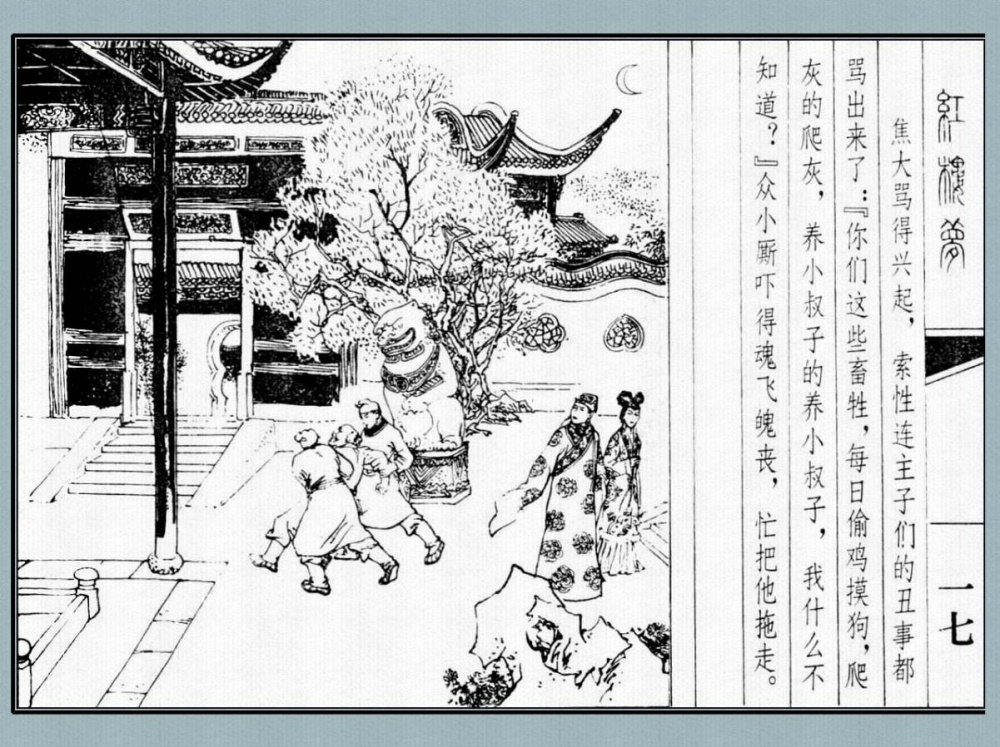 紅樓夢
一七
焦大骂得兴起，索性连主子们的丑事都
骂出来了：『你们这些畜牲，每日偷鸡摸狗，爬
灰的爬灰，养小叔子的养小叔子，我什么不
知道？』众小厮吓得魂飞魄丧，忙把他拖走。